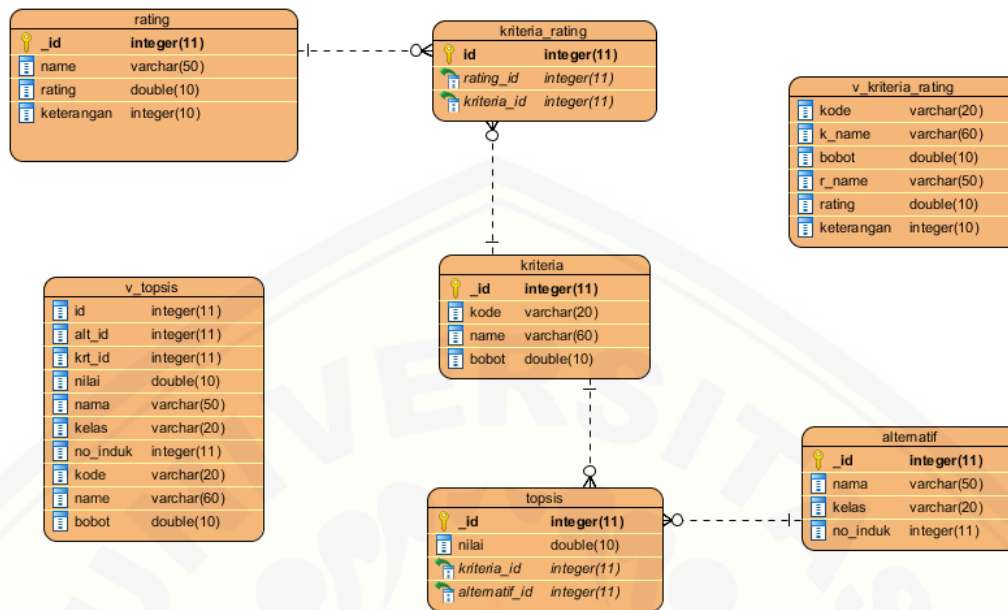 rating
_id integer(11)
name varchar(50)
rating double(10)
keterangan integer(10)
kriteria_rating
id integer(11)
rating_id integer(11)
kriteria_id integer(11)
v_kriteria_rating
kode varchar(20)
k_name varchar(60)
bobot double(10)
r_name varchar(50)
rating double(10)
keterangan integer(10)
kriteria
_id integer(11)
kode varchar(20)
name varchar(60)
bobot double(10)
v_topsis
id integer(11)
alt_id integer(11)
krt_id integer(11)
nilai double(10)
nama varchar(50)
kelas varchar(20)
no_induk integer(11)
kode varchar(20)
name varchar(60)
bobot double(10)
alternatif
_id integer(11)
nama varchar(50)
kelas varchar(20)
no_induk integer(11)
topsis
_id integer(11)
nilai double(10)
kriteria_id integer(11)
alternatif_id integer(11)
UNIVERSITAS